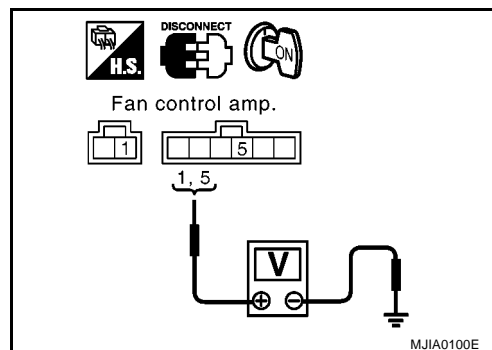 DISCONNECT
H.S.
ON
Fan control amp.
1 5
1, 5
V
+ −
MJIA0100E